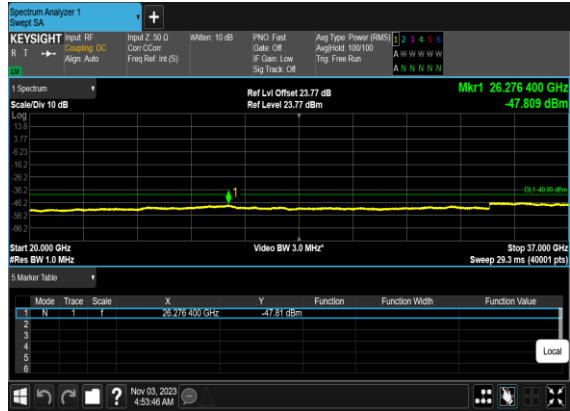 Spectrum Analyzer 1
Swept SA
+
KEYSIGHT Input: RF Input Z: 50 Ω #Atten: 10 dB PNO: Fast Avg Type: Power (RMS) 1 2 3 4 5 6
R T Coupling: DC Corr CCorr Gate: Off Avg|Hold: 100/100 A W W W W W
Align: Auto Freq Ref: Int (S) IF Gain: Low Trig: Free Run A N N N N N
Sig Track: Off
1 Spectrum
Ref Lvl Offset 23.77 dB Mkr1 26.276 400 GHz
Scale/Div 10 dB Ref Level 23.77 dBm -47.809 dBm
Log
13.8
3.77
-6.23
-16.2
-26.2
-36.2 1 DL1 -40.00 dBm
-46.2
-56.2
-66.2
Start 20.000 GHz Video BW 3.0 MHz* Stop 37.000 GHz
#Res BW 1.0 MHz Sweep 29.3 ms (40001 pts)
5 Marker Table
Mode Trace Scale X Y Function Function Width Function Value
1 N 1 f 26.276 400 GHz -47.81 dBm
2
3
4
5
6
Local
? Nov 03, 2023
4:53:46 AM